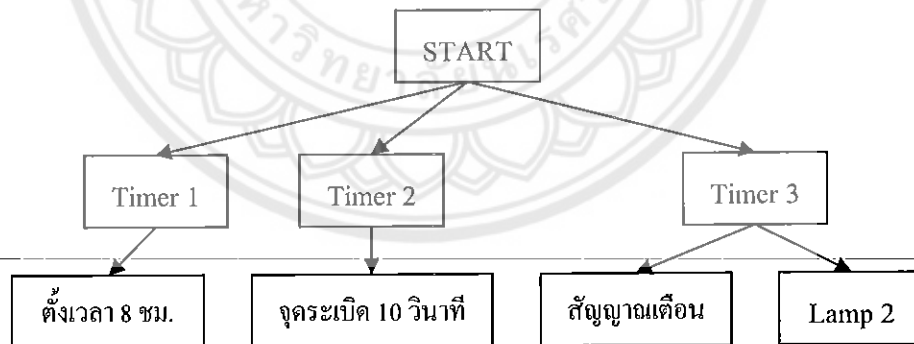 START
Timer 1
Timer 2
Timer 3
ตั้งเวลา 8 ชม.
จุดระเบิด 10 วินาที
สัญญาณเตือน
Lamp 2